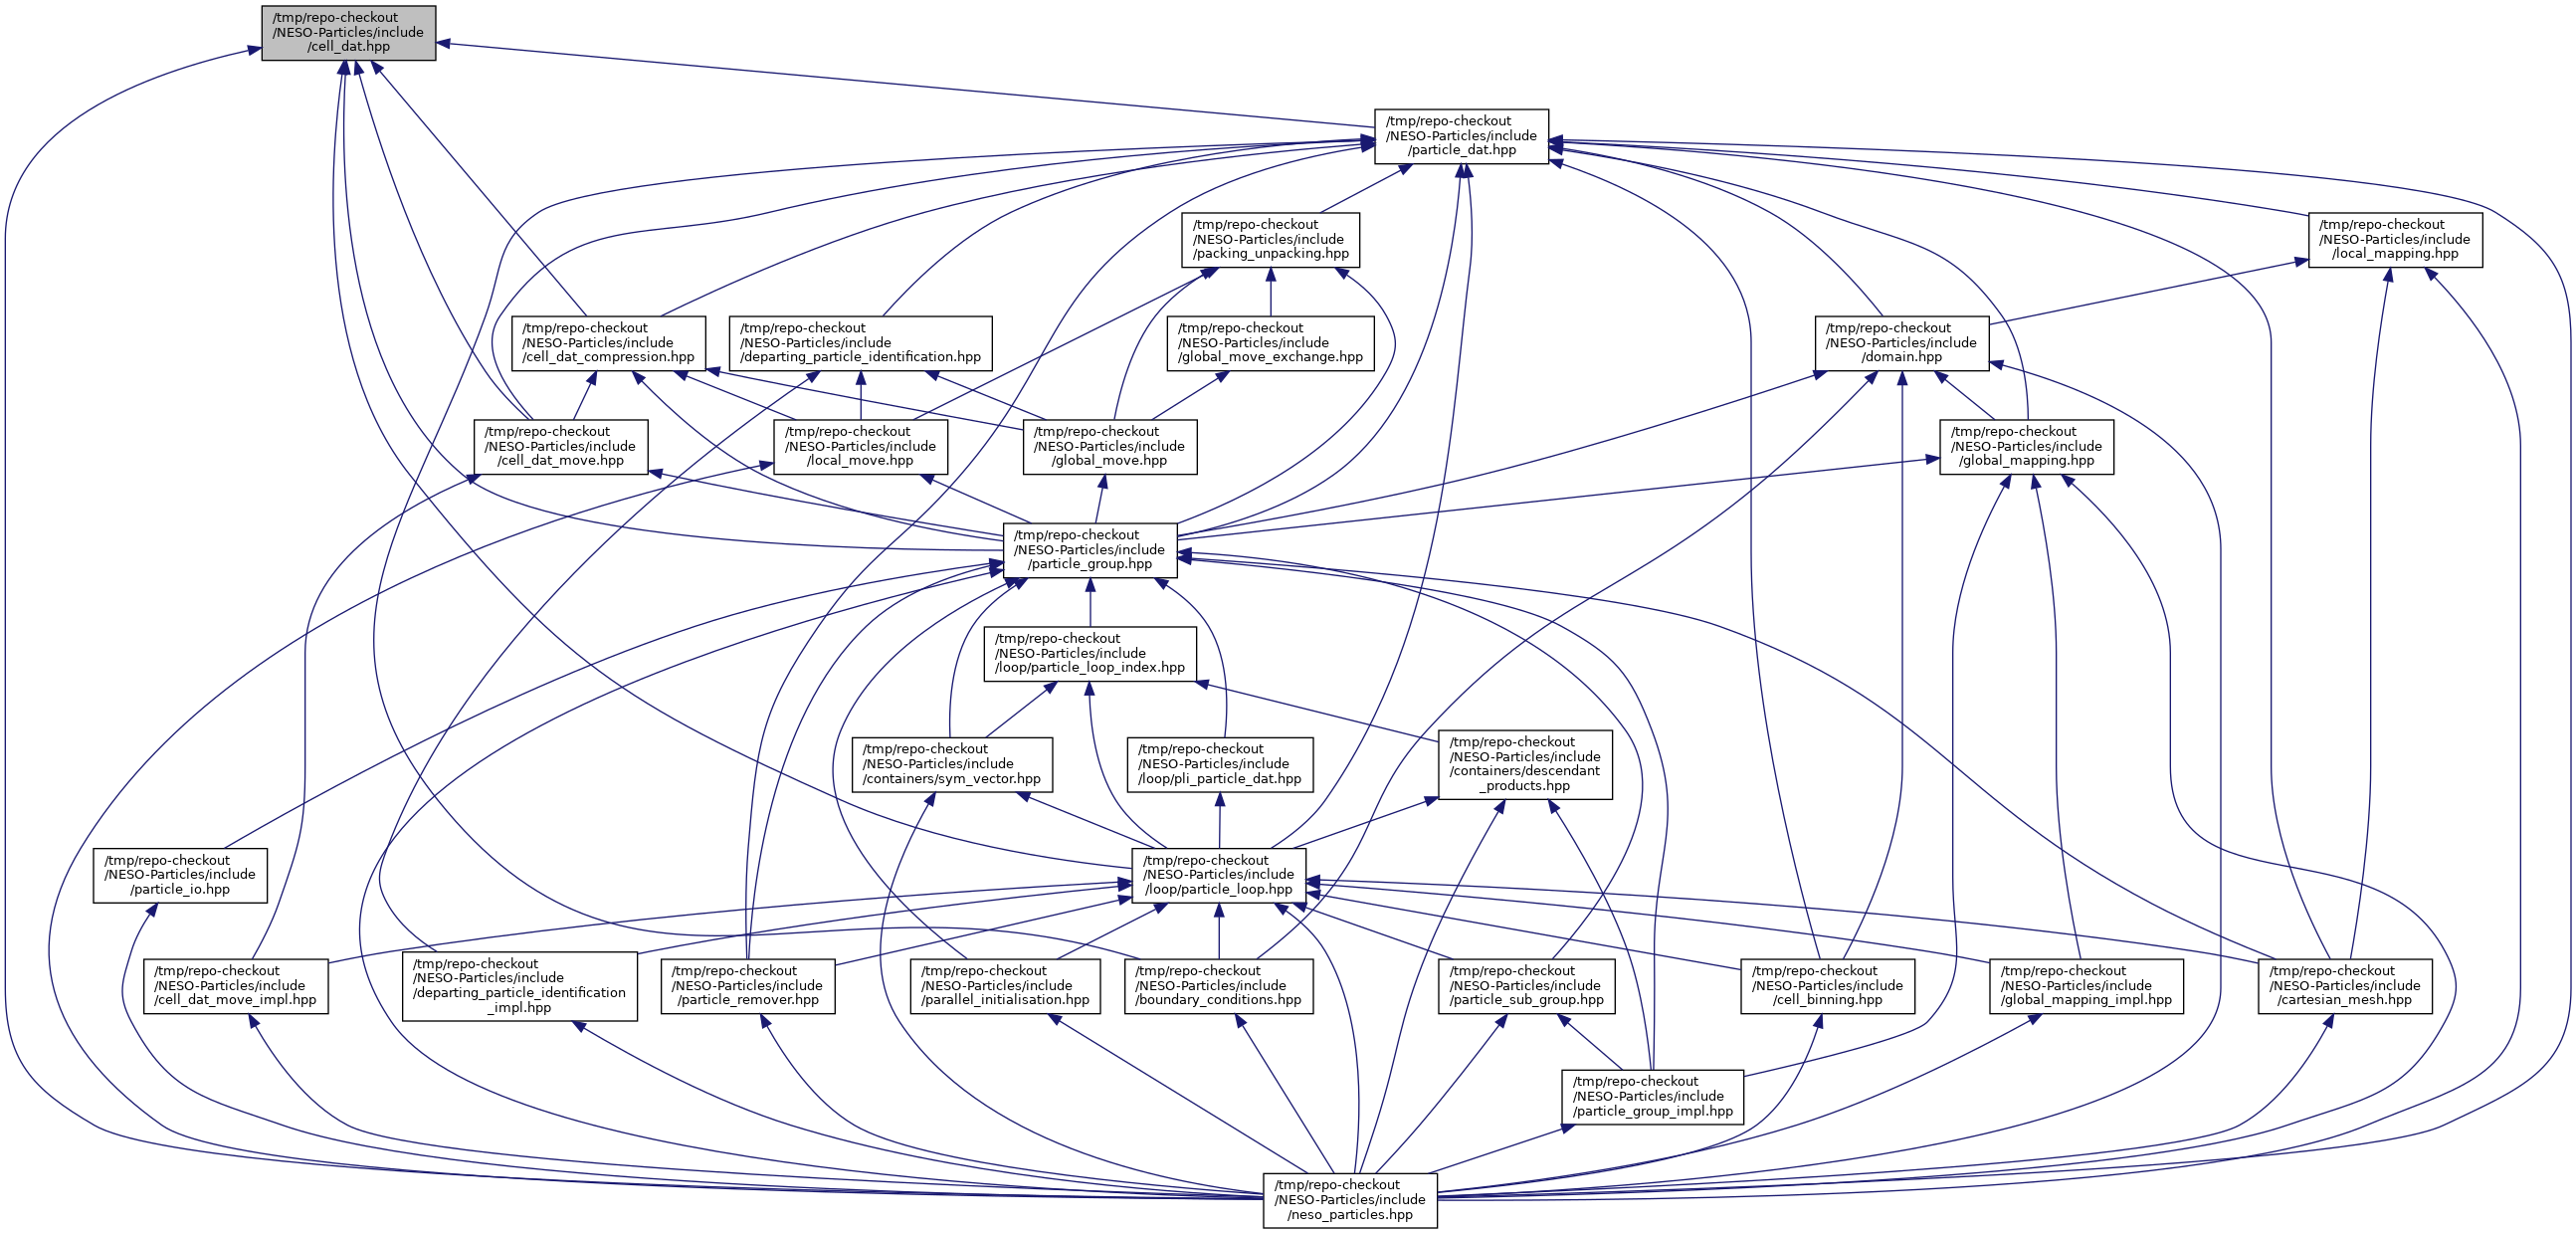 /tmp/repo-checkout
/NESO-Particles/include
/cell_dat.hpp
/tmp/repo-checkout
/NESO-Particles/include
/particle_dat.hpp
/tmp/repo-checkout
/NESO-Particles/include
/packing_unpacking.hpp
/tmp/repo-checkout
/NESO-Particles/include
/local_mapping.hpp
/tmp/repo-checkout
/NESO-Particles/include
/cell_dat_compression.hpp
/tmp/repo-checkout
/NESO-Particles/include
/departing_particle_identification.hpp
/tmp/repo-checkout
/NESO-Particles/include
/global_move_exchange.hpp
/tmp/repo-checkout
/NESO-Particles/include
/domain.hpp
/tmp/repo-checkout
/NESO-Particles/include
/cell_dat_move.hpp
/tmp/repo-checkout
/NESO-Particles/include
/local_move.hpp
/tmp/repo-checkout
/NESO-Particles/include
/global_move.hpp
/tmp/repo-checkout
/NESO-Particles/include
/global_mapping.hpp
/tmp/repo-checkout
/NESO-Particles/include
/particle_group.hpp
/tmp/repo-checkout
/NESO-Particles/include
/loop/particle_loop_index.hpp
/tmp/repo-checkout
/NESO-Particles/include
/containers/sym_vector.hpp
/tmp/repo-checkout
/NESO-Particles/include
/loop/pli_particle_dat.hpp
/tmp/repo-checkout
/NESO-Particles/include
/containers/descendant
_products.hpp
/tmp/repo-checkout
/NESO-Particles/include
/particle_io.hpp
/tmp/repo-checkout
/NESO-Particles/include
/loop/particle_loop.hpp
/tmp/repo-checkout
/NESO-Particles/include
/cell_dat_move_impl.hpp
/tmp/repo-checkout
/NESO-Particles/include
/departing_particle_identification
_impl.hpp
/tmp/repo-checkout
/NESO-Particles/include
/particle_remover.hpp
/tmp/repo-checkout
/NESO-Particles/include
/parallel_initialisation.hpp
/tmp/repo-checkout
/NESO-Particles/include
/boundary_conditions.hpp
/tmp/repo-checkout
/NESO-Particles/include
/particle_sub_group.hpp
/tmp/repo-checkout
/NESO-Particles/include
/cell_binning.hpp
/tmp/repo-checkout
/NESO-Particles/include
/global_mapping_impl.hpp
/tmp/repo-checkout
/NESO-Particles/include
/cartesian_mesh.hpp
/tmp/repo-checkout
/NESO-Particles/include
/particle_group_impl.hpp
/tmp/repo-checkout
/NESO-Particles/include
/neso_particles.hpp